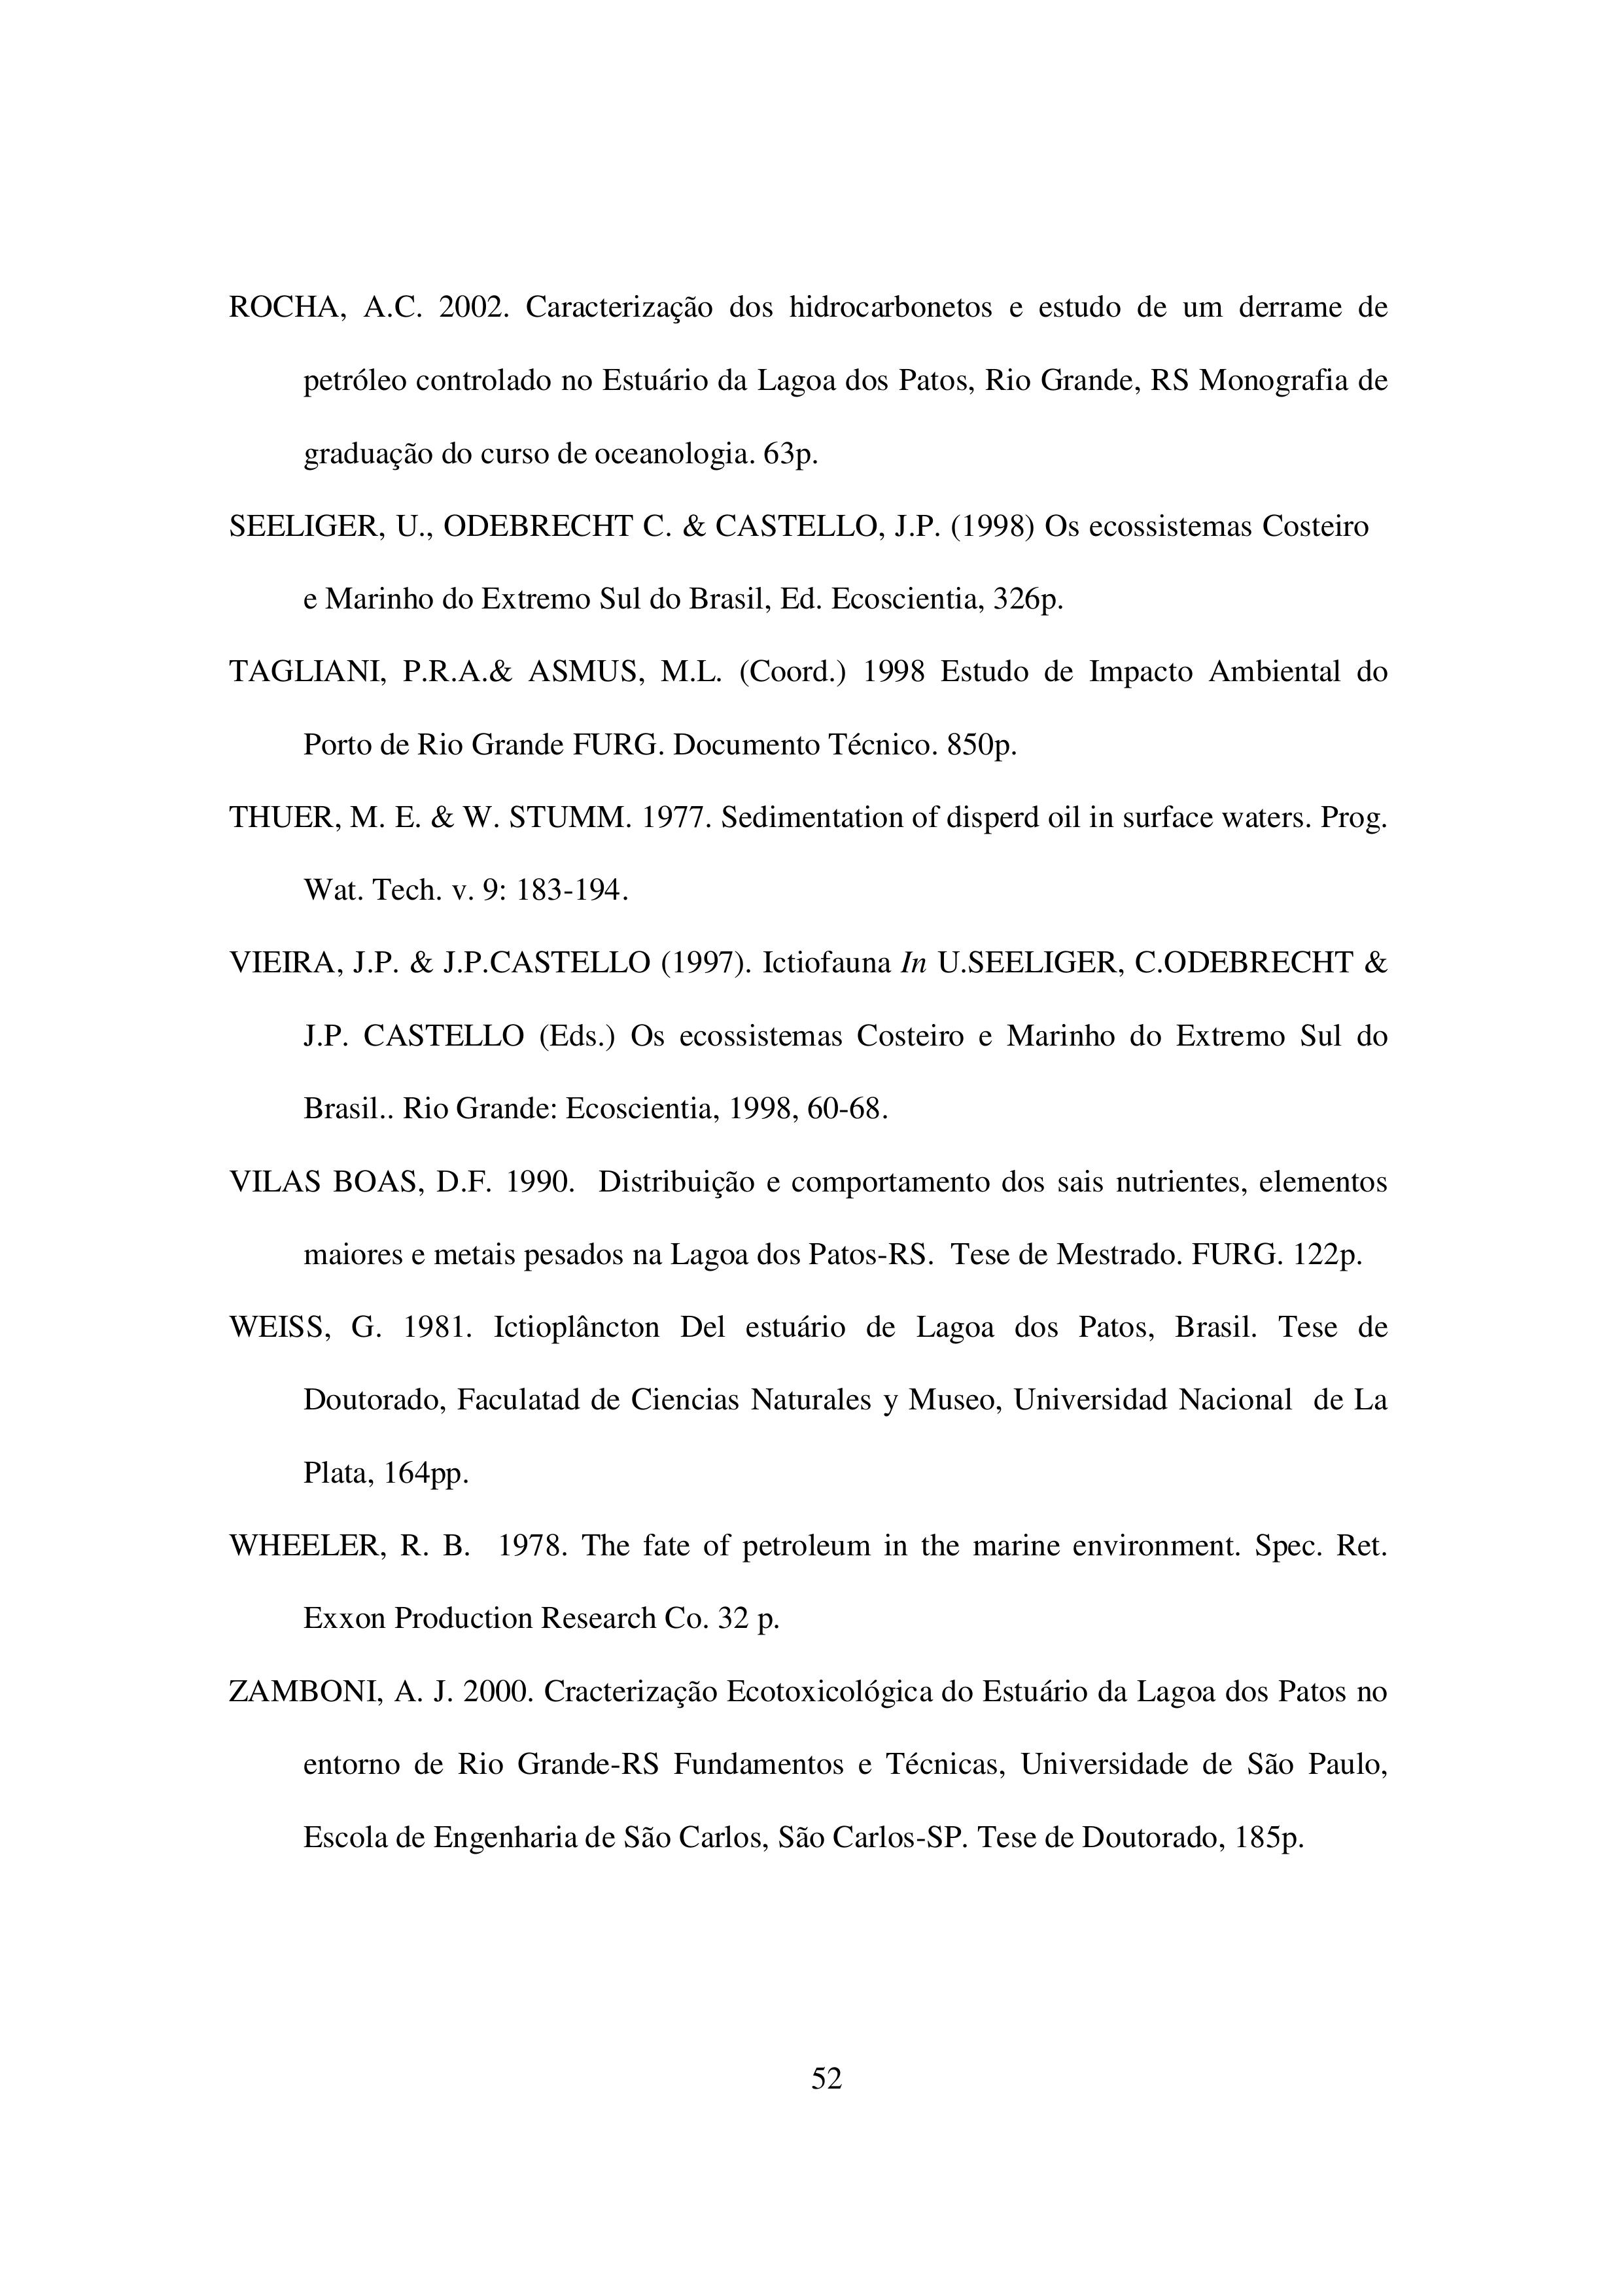 ROCHA, A.C. 2002. Caracterização dos hidrocarbonetos e estudo de um derrame de
petróleo controlado no Estuário da Lagoa dos Patos, Rio Grande, RS Monografia de
graduação do curso de oceanologia. 63p.
SEELIGER, U., ODEBRECHT C. & CASTELLO, J.P. (1998) Os ecossistemas Costeiro
e Marinho do Extremo Sul do Brasil, Ed. Ecoscientia, 326p.
TAGLIANI, P.R.A.& ASMUS, M.L. (Coord.) 1998 Estudo de Impacto Ambiental do
Porto de Rio Grande FURG. Documento Técnico. 850p.
THUER, M. E. & W. STUMM. 1977. Sedimentation of disperd oil in surface waters. Prog.
Wat. Tech. v. 9: 183-194.
VIEIRA, J.P. & J.P.CASTELLO (1997). Ictiofauna In U.SEELIGER, C.ODEBRECHT &
J.P. CASTELLO (Eds.) Os ecossistemas Costeiro e Marinho do Extremo Sul do
Brasil.. Rio Grande: Ecoscientia, 1998, 60-68.
VILAS BOAS, D.F. 1990.  Distribuição e comportamento dos sais nutrientes, elementos
maiores e metais pesados na Lagoa dos Patos-RS.  Tese de Mestrado. FURG. 122p.
WEISS, G. 1981. Ictioplâncton Del estuário de Lagoa dos Patos, Brasil. Tese de
Doutorado, Faculatad de Ciencias Naturales y Museo, Universidad Nacional  de La
Plata, 164pp.
WHEELER, R. B.  1978. The fate of petroleum in the marine environment. Spec. Ret.
Exxon Production Research Co. 32 p.
ZAMBONI, A. J. 2000. Cracterização Ecotoxicológica do Estuário da Lagoa dos Patos no
entorno de Rio Grande-RS Fundamentos e Técnicas, Universidade de São Paulo,
Escola de Engenharia de São Carlos, São Carlos-SP. Tese de Doutorado, 185p.
52